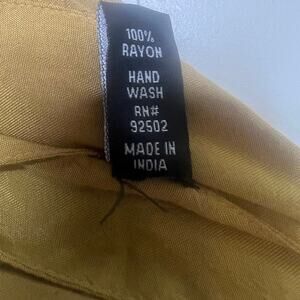 100%
RAYON
HAND
WASH
RN#
92502
MADE IN
INDIA